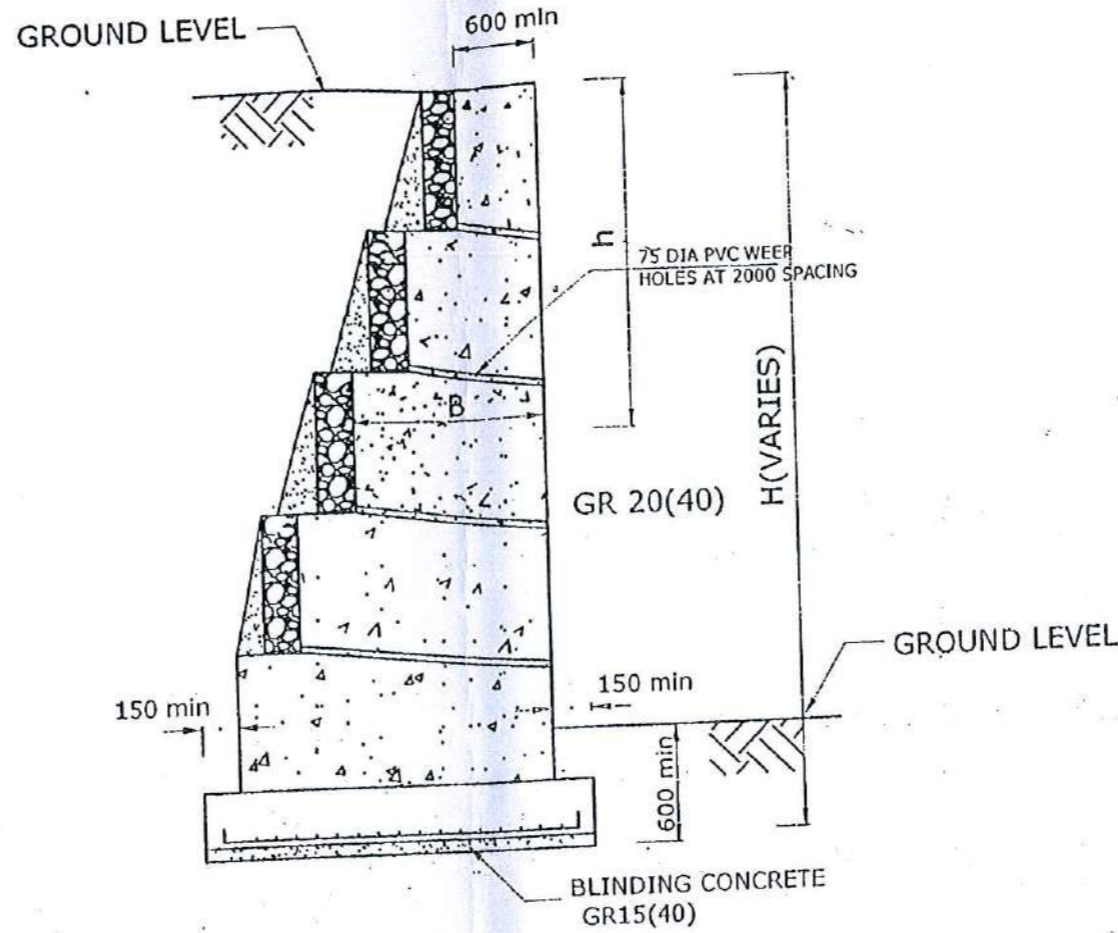 600 min
GROUND LEVEL
h
75 DIA PVC WEER
HOLES AT 2000 SPACING
B
H(VARIES)
GR 20(40)
GROUND LEVEL
150 min
150 min
600 min
BLINDING CONCRETE
GR15(40)